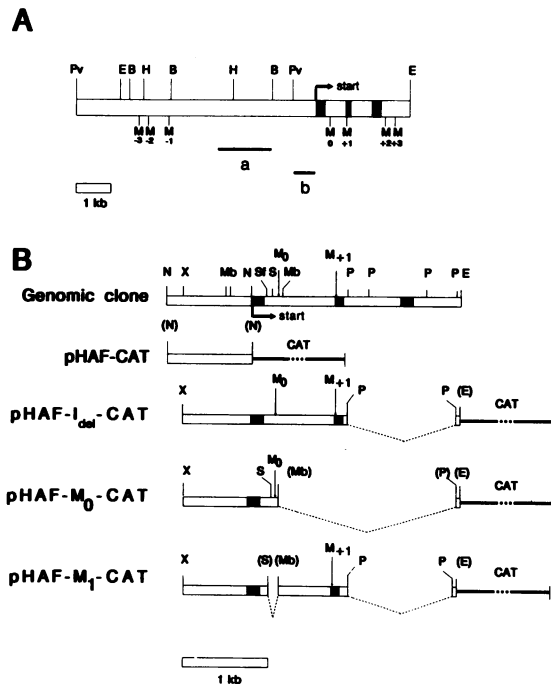 A
Pv E B H B H B Pv start E
M M M M M M M
-3 -2 -1 0 +1 +2 +3
a
b
1 kb
B
M0 M+1
N X Mb N Sf S Mb P P P P E
Genomic clone
start
(N) (N)
CAT
pHAF-CAT
X M0 M+1 P P (E) CAT
pHAF-Idel-CAT
X S M0 (Mb) (P) (E) CAT
pHAF-M0-CAT
X (S) (Mb) M+1 P P (E) CAT
pHAF-M1-CAT
1 kb